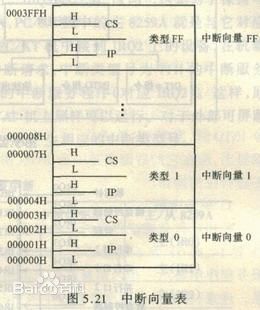 0003FFH
H
CS
L
类型 FF
中断向量 FF
H
IP
L
000008H
000007H
H
CS
L
类型 1
中断向量 1
H
IP
000004H
L
000003H
H
CS
000002H
L
类型 0
中断向量 0
000001H
H
IP
000000H
L
图 5.21 中断向量表
Bai百科